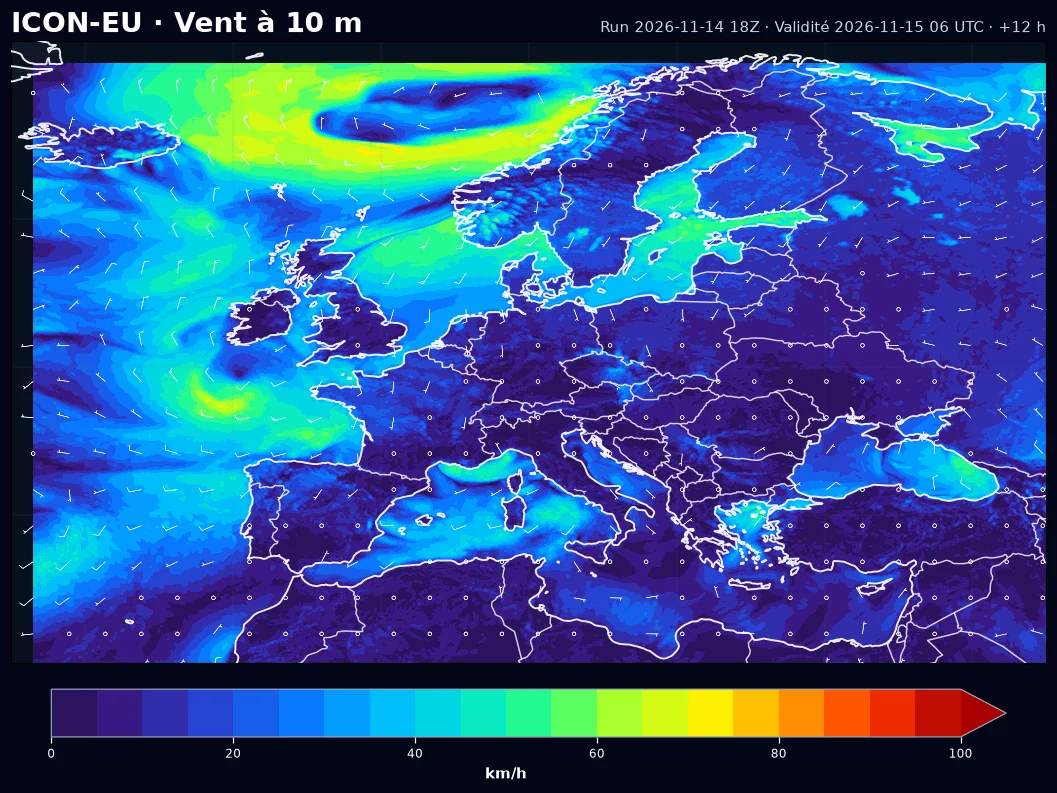 ICON-EU · Vent à 10 m
Run 2026-11-14 18Z · Validité 2026-11-15 06 UTC · +12 h
0 20 40 60 80 100
km/h